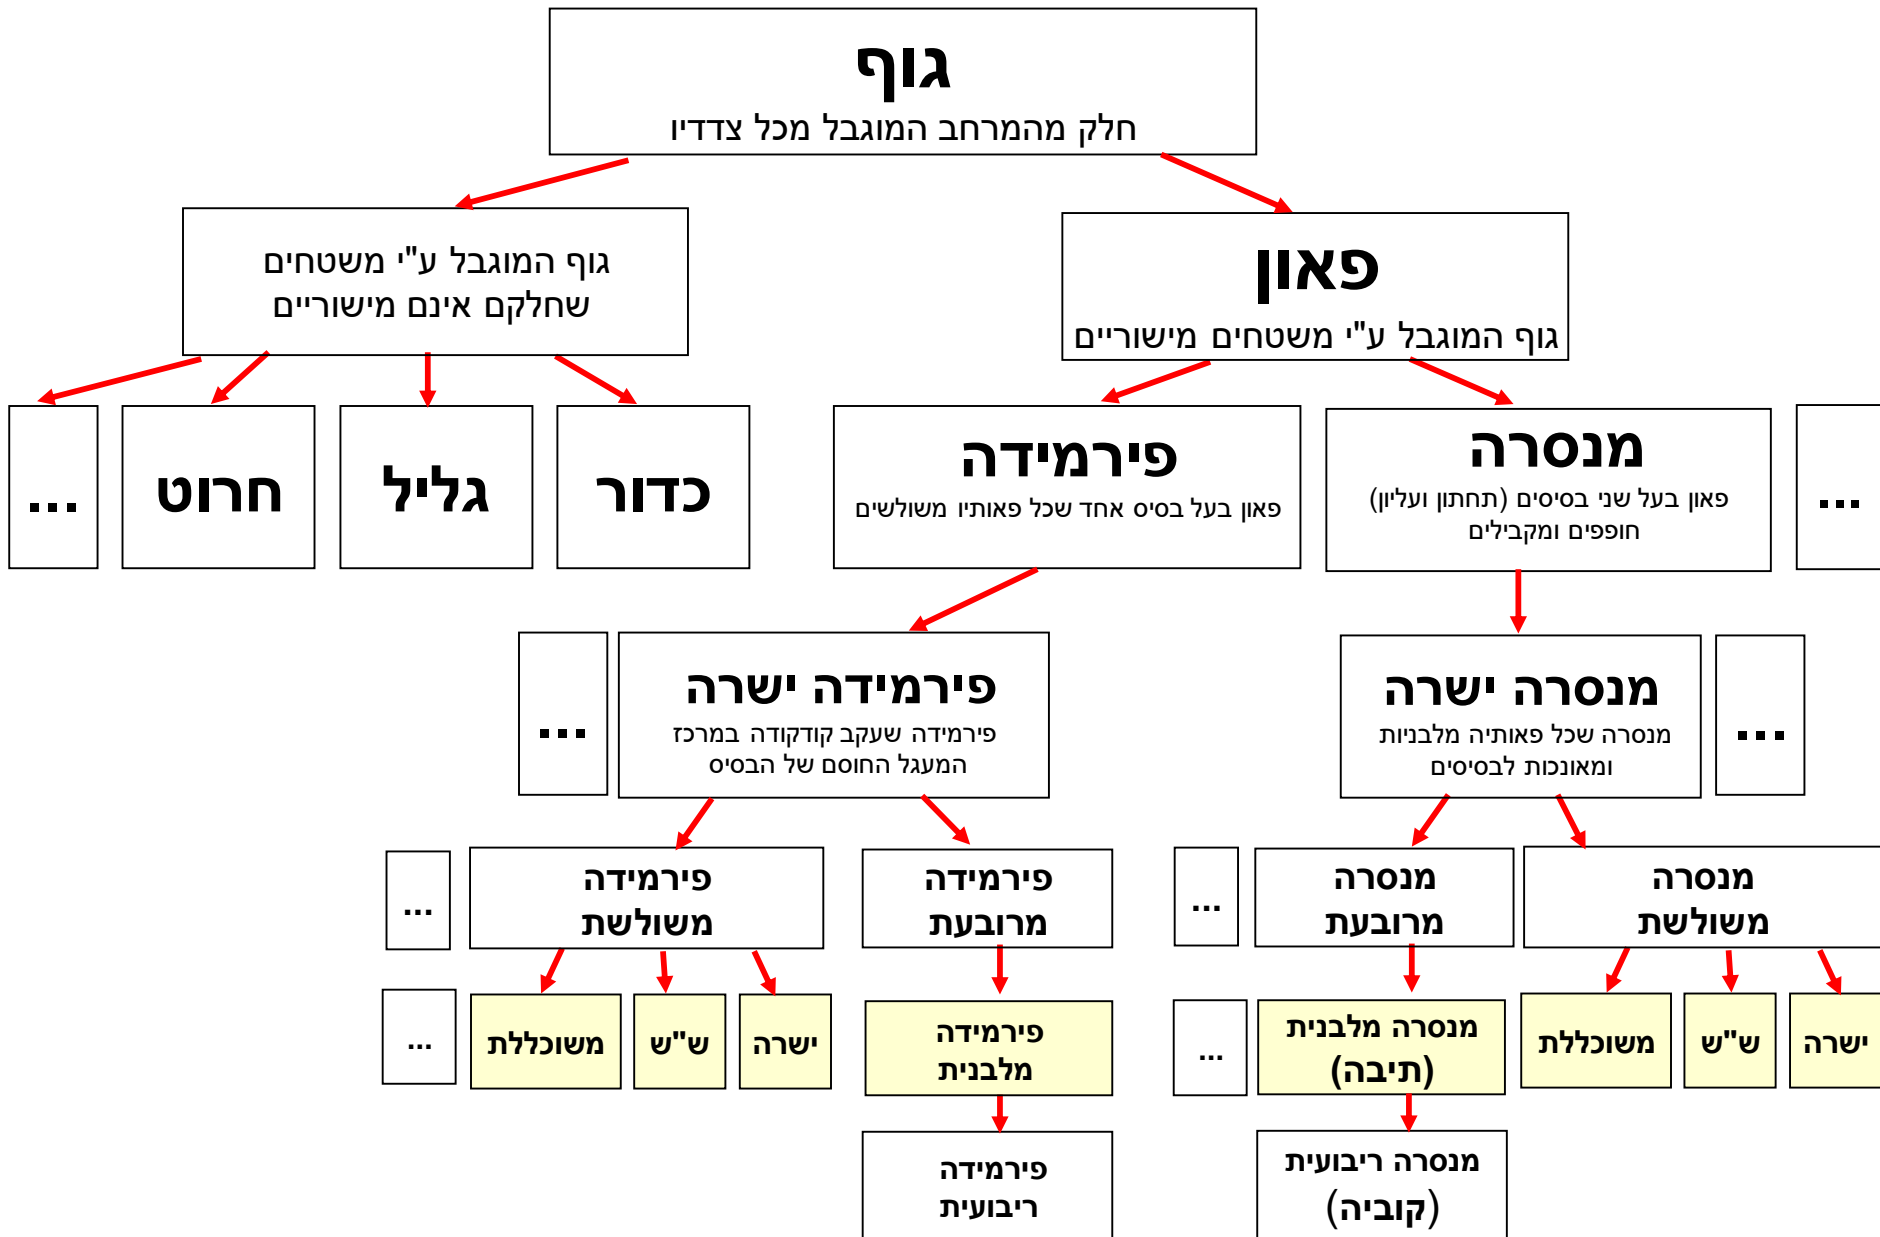 גוף
חלק מהמרחב המוגבל מכל צדדיו
פאון
גוף המוגבל ע"י משטחים מישוריים
גוף המוגבל ע"י משטחים
שחלקם אינם מישוריים
...
מנסרה
פאון בעל שני בסיסים (תחתון ועליון)
חופפים ומקבילים
פירמידה
פאון בעל בסיס אחד שכל פאותיו משולשים
כדור
גליל
חרוט
...
...
מנסרה ישרה
מנסרה שכל פאותיה מלבניות
ומאונכות לבסיסים
פירמידה ישרה
פירמידה שעקב קודקודה במרכז
המעגל החוסם של הבסיס
...
מנסרה
משולשת
מנסרה
מרובעת
...
פירמידה
מרובעת
פירמידה
משולשת
...
ישרה
ש"ש
משוכללת
מנסרה מלבנית
(תיבה)
...
פירמידה
מלבנית
ישרה
ש"ש
משוכללת
...
מנסרה ריבועית
(קוביה)
פירמידה
ריבועית